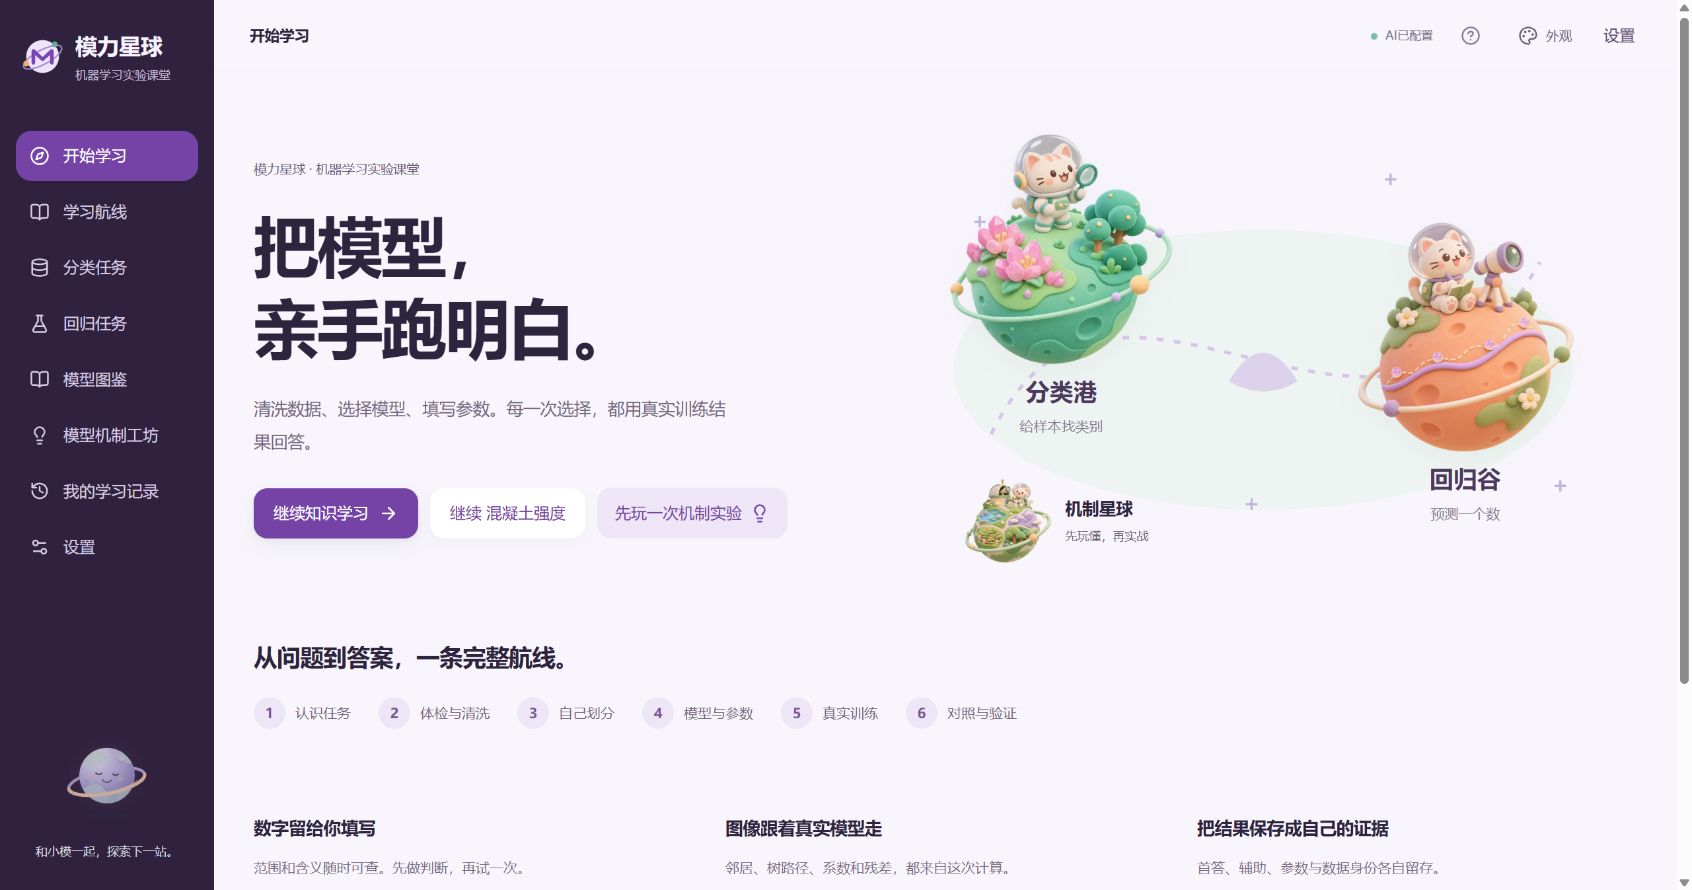 模力星球
机器学习实验课堂
开始学习
学习航线
分类任务
回归任务
模型图鉴
模型机制工坊
我的学习记录
设置
和小模一起，探索下一站。
开始学习
AI已配置
外观
设置
模力星球 · 机器学习实验课堂
把模型，
亲手跑明白。
清洗数据、选择模型、填写参数。每一次选择，都用真实训练结
果回答。
继续知识学习
继续 混凝土强度
先玩一次机制实验
分类港
给样本找类别
回归谷
预测一个数
机制星球
先玩懂，再实战
从问题到答案，一条完整航线。
1 认识任务 2 体检与清洗 3 自己划分 4 模型与参数 5 真实训练 6 对照与验证
数字留给你填写
范围和含义随时可查。先做判断，再试一次。
图像跟着真实模型走
邻居、树路径、系数和残差，都来自这次计算。
把结果保存成自己的证据
首答、辅助、参数与数据身份各自留存。